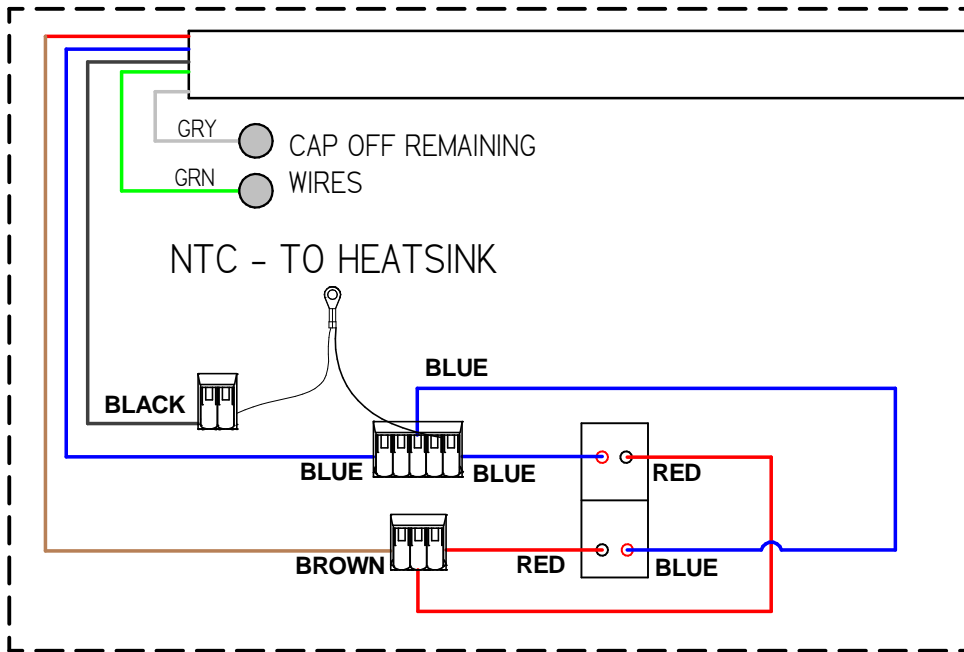 GRY
CAP OFF REMAINING
GRN
WIRES
NTC - TO HEATSINK
BLUE
BLACK
BLUE
BLUE
RED
BROWN
RED
BLUE